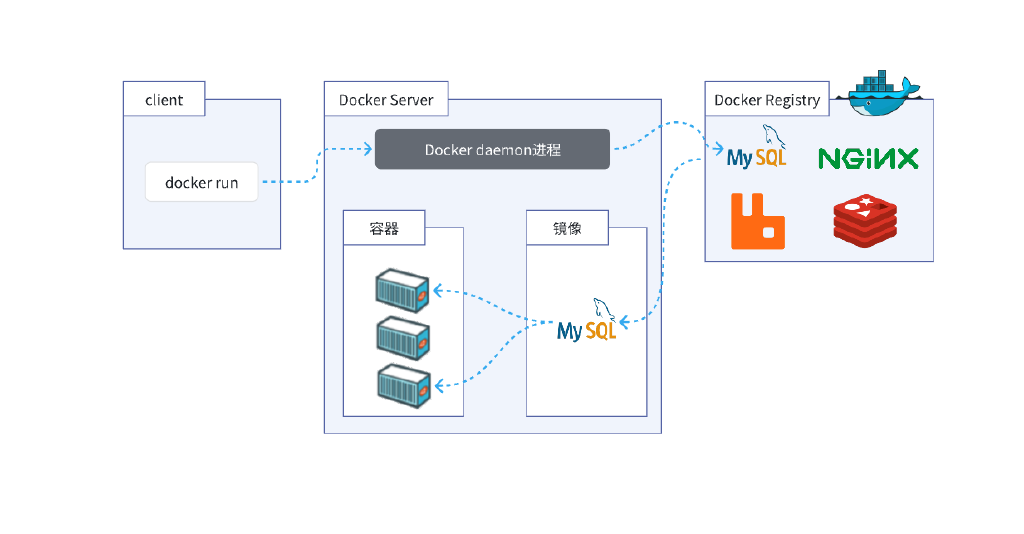 client
docker run
Docker Server
Docker daemon进程
容器
镜像
MySQL
Docker Registry
MySQL
NGINX